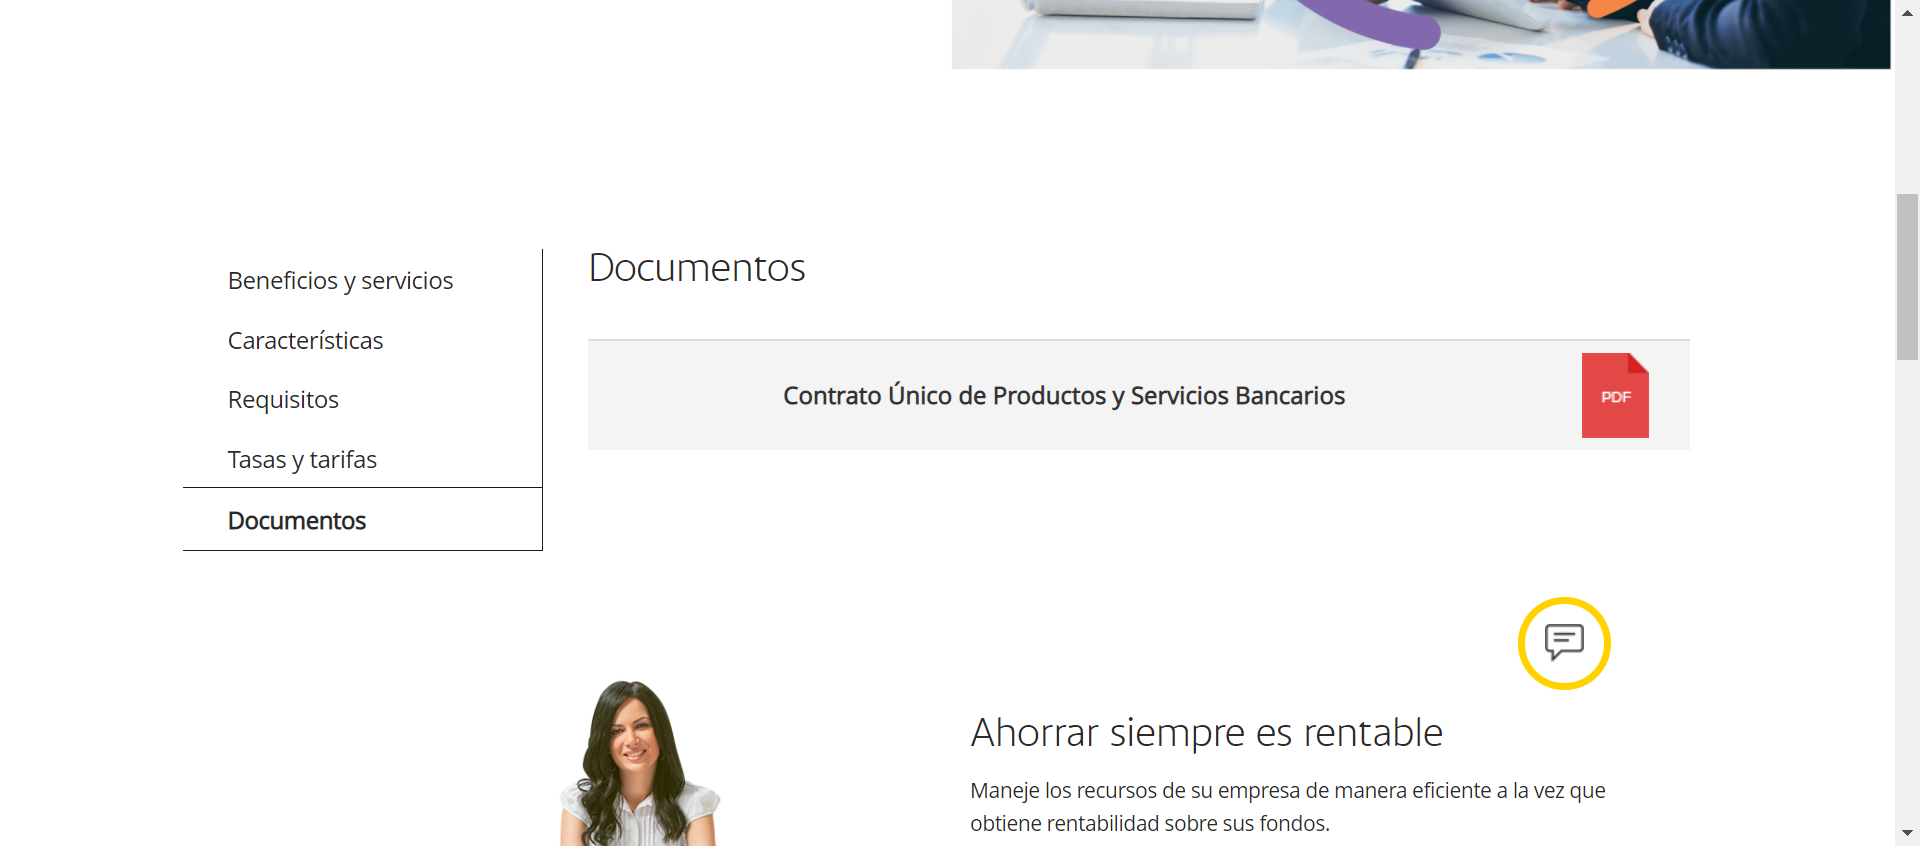 Beneficios y servicios
Características
Requisitos
Tasas y tarifas
Documentos
Documentos
Contrato Único de Productos y Servicios Bancarios
PDF
Ahorrar siempre es rentable
Maneje los recursos de su empresa de manera eficiente a la vez que
obtiene rentabilidad sobre sus fondos.